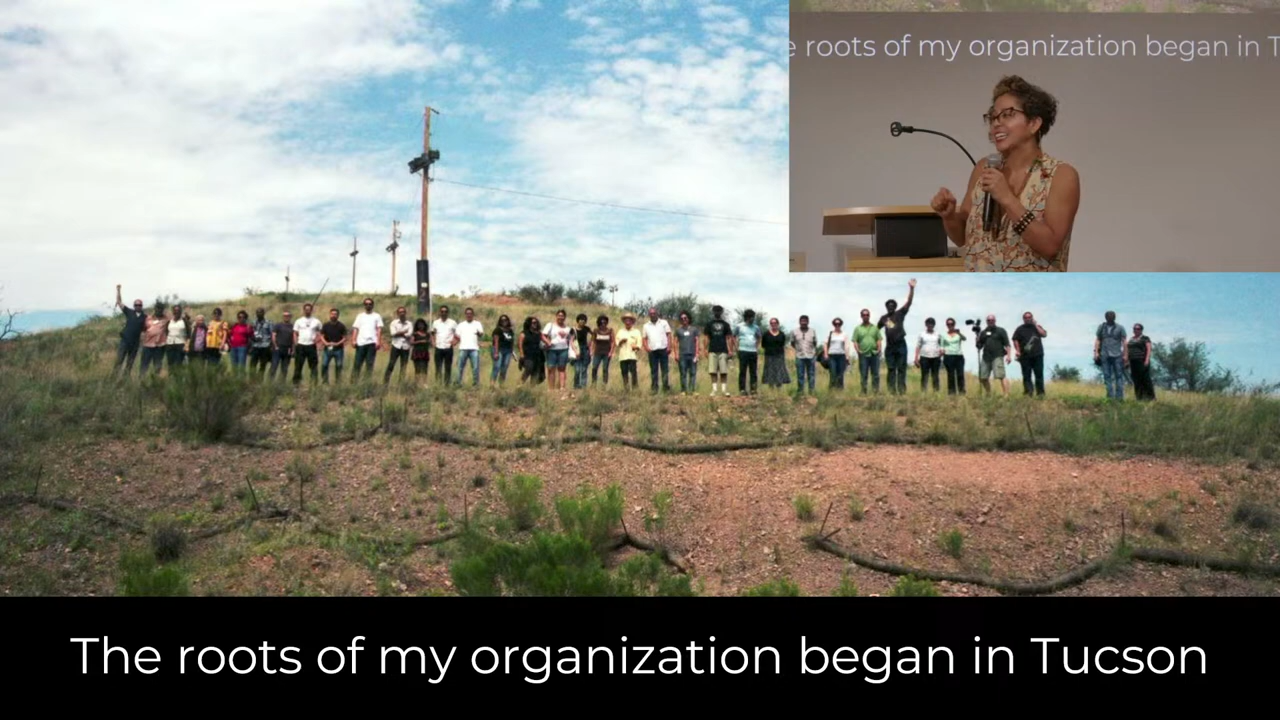 e roots of my organization began in T
The roots of my organization began in Tucson